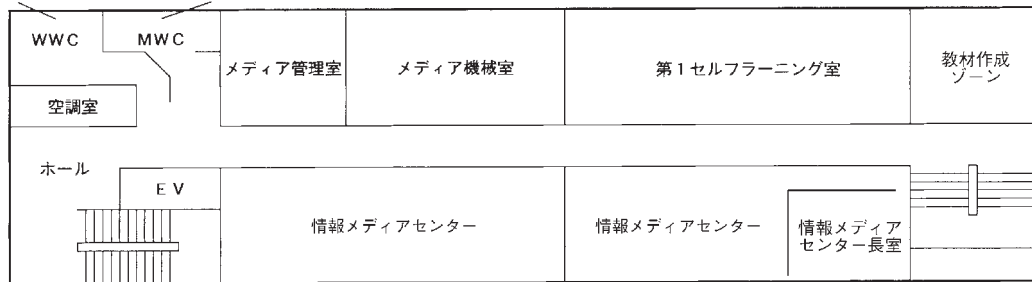 WWC
MWC
メディア管理室
メディア機械室
第1セルフラーニング室
教材作成
ゾーン
空調室
ホール
EV
情報メディアセンター
情報メディアセンター
情報メディア
センター長室